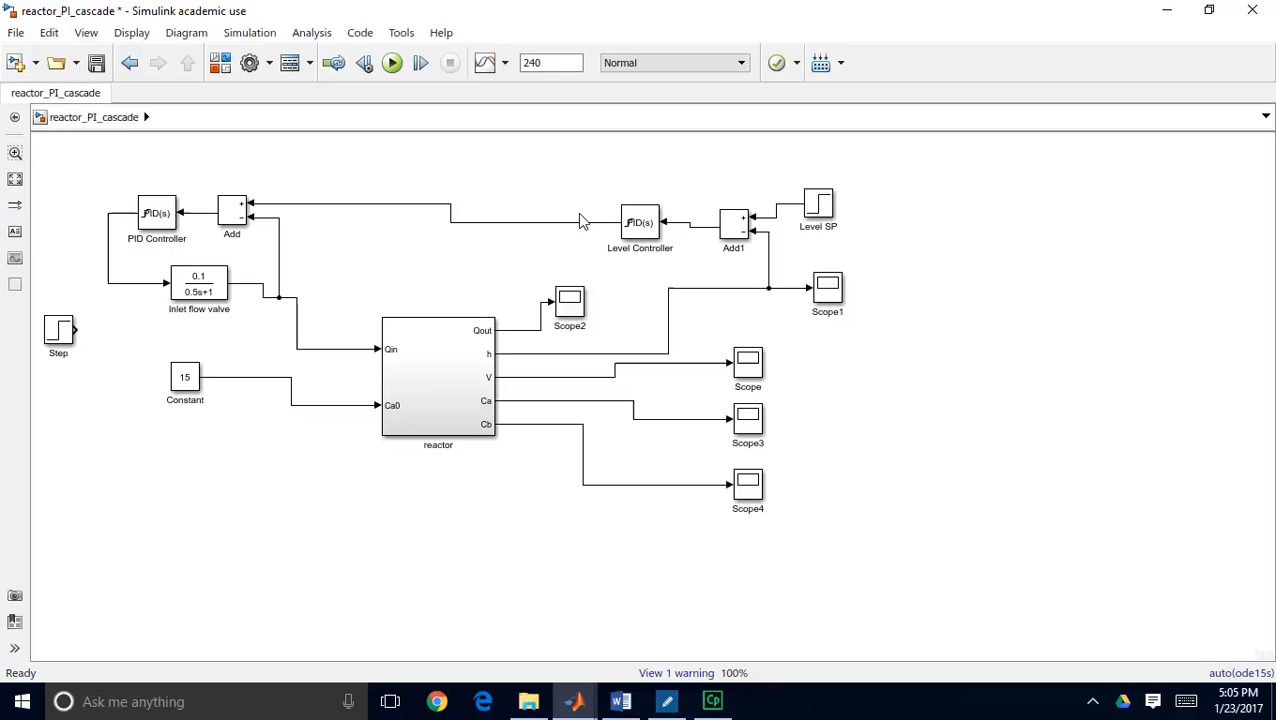 reactor_PI_cascade * - Simulink academic use
File Edit View Display Diagram Simulation Analysis Code Tools Help
240 Normal
reactor_PI_cascade
reactor_PI_cascade
PID(s)
PID Controller
+
−
Add
PID(s)
Level Controller
+
−
Add1
Level SP
0.1
0.5s+1
Inlet flow valve
Scope2
Scope1
Step
15
Constant
Qin
Ca0
Qout
h
V
Ca
Cb
reactor
Scope
Scope3
Scope4
Ready View 1 warning 100% auto(ode15s)
Ask me anything
5:05 PM
1/23/2017